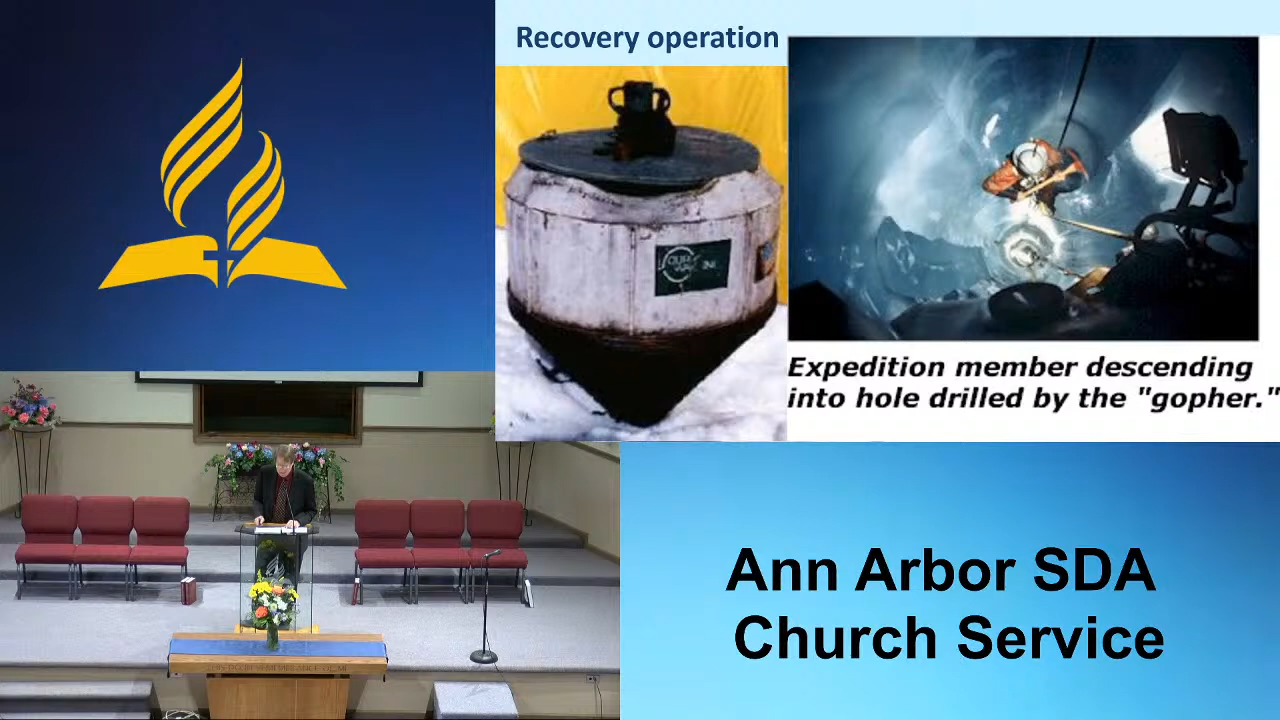 Recovery operation
Expedition member descending
into hole drilled by the "gopher."
Ann Arbor SDA
Church Service